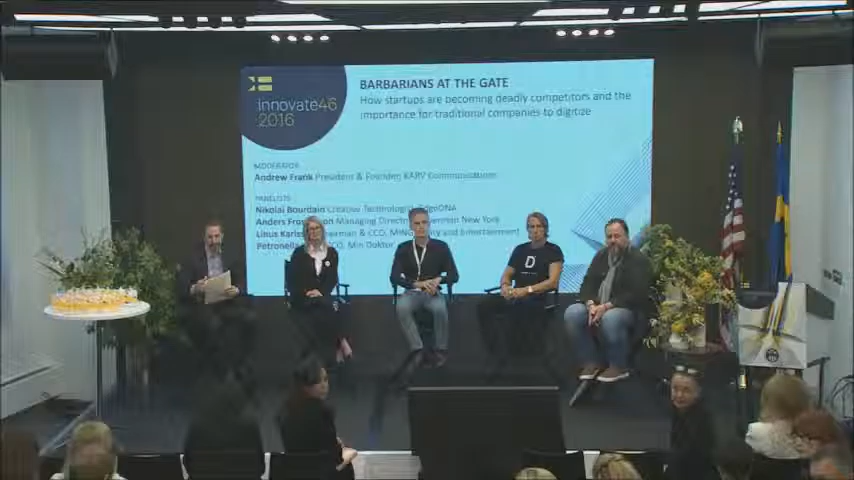 innovate46
2016
BARBARIANS AT THE GATE
How startups are becoming deadly competitors and the
importance for traditional companies to digitize
MODERATOR
Andrew Frank President & Founder, KARV Communications
PANELISTS
Nikolai Bourdain Creative Technologist, EdgeDNA
Anders Managing New York
Linus & CCO, and Entertainment
Petronella Min Doktor
D